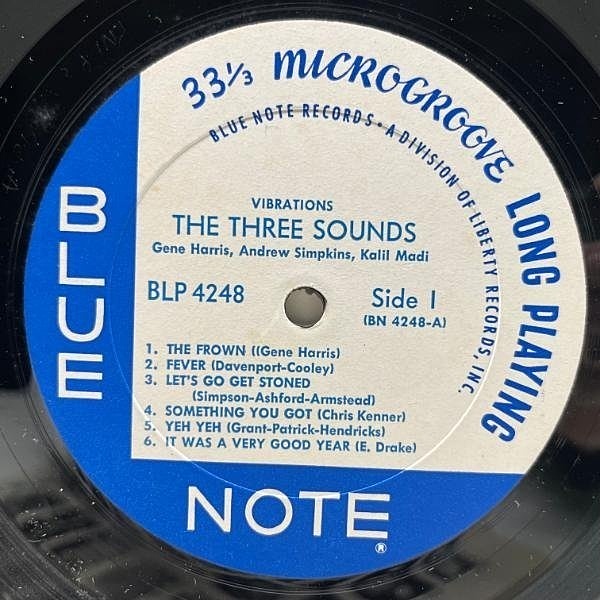 33⅓ MICROGROOVE LONG PLAYING
BLUE NOTE RECORDS • A DIVISION OF LIBERTY RECORDS, INC.
VIBRATIONS
THE THREE SOUNDS
Gene Harris, Andrew Simpkins, Kalil Madi
BLP 4248 Side 1
(BN 4248-A)
1. THE FROWN ((Gene Harris)
2. FEVER (Davenport-Cooley)
3. LET'S GO GET STONED
(Simpson-Ashford-Armstead)
4. SOMETHING YOU GOT (Chris Kenner)
5. YEH YEH (Grant-Patrick-Hendricks)
6. IT WAS A VERY GOOD YEAR (E. Drake)
BLUE
NOTE®